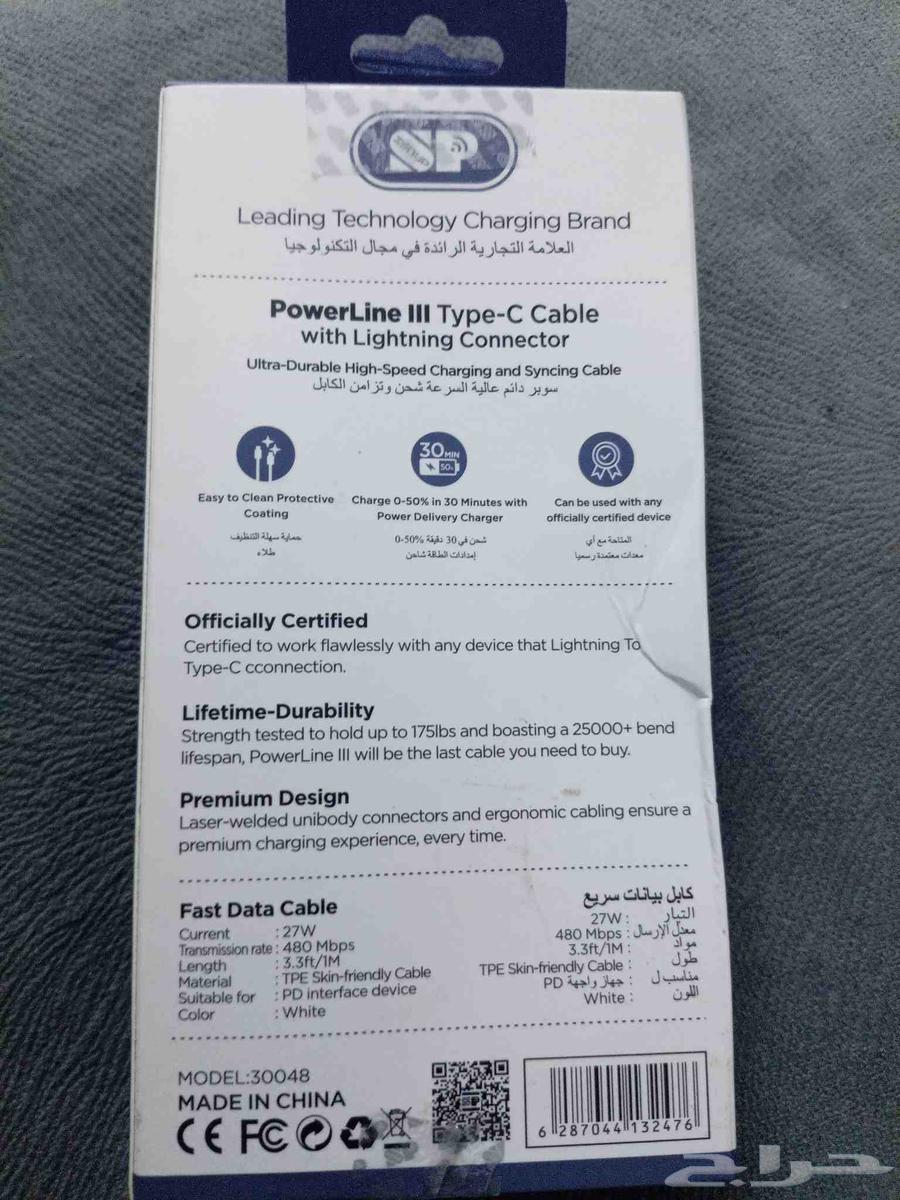 SP
Leading Technology Charging Brand
العلامة التجارية الرائدة في مجال التكنولوجيا
PowerLine III Type-C Cable
with Lightning Connector
Ultra-Durable High-Speed Charging and Syncing Cable
سوبر دائم عالية السرعة شحن وتزامن الكابل
30 MIN
50%
Easy to Clean Protective
Coating
حماية سهلة التنظيف
طلاء
Charge 0-50% in 30 Minutes with
Power Delivery Charger
شحن في 30 دقيقة 50%-0
إمدادات الطاقة شاحن
Can be used with any
officially certified device
المتاحة مع أي
معدات معتمدة رسميا
Officially Certified
Certified to work flawlessly with any device that Lightning To
Type-C cconnection.
Lifetime-Durability
Strength tested to hold up to 175lbs and boasting a 25000+ bend
lifespan, PowerLine III will be the last cable you need to buy.
Premium Design
Laser-welded unibody connectors and ergonomic cabling ensure a
premium charging experience, every time.
Fast Data Cable
Current : 27W
Transmission rate : 480 Mbps
Length : 3.3ft/1M
Material : TPE Skin-friendly Cable
Suitable for : PD interface device
Color : White
كابل بيانات سريع
التيار : 27W
معدل الإرسال : 480 Mbps
مواد : 3.3ft/1M
طول : TPE Skin-friendly Cable
مناسب ل : جهاز واجهة PD
اللون : White
MODEL:30048
MADE IN CHINA
CE FC
6 287044 132476
حراج